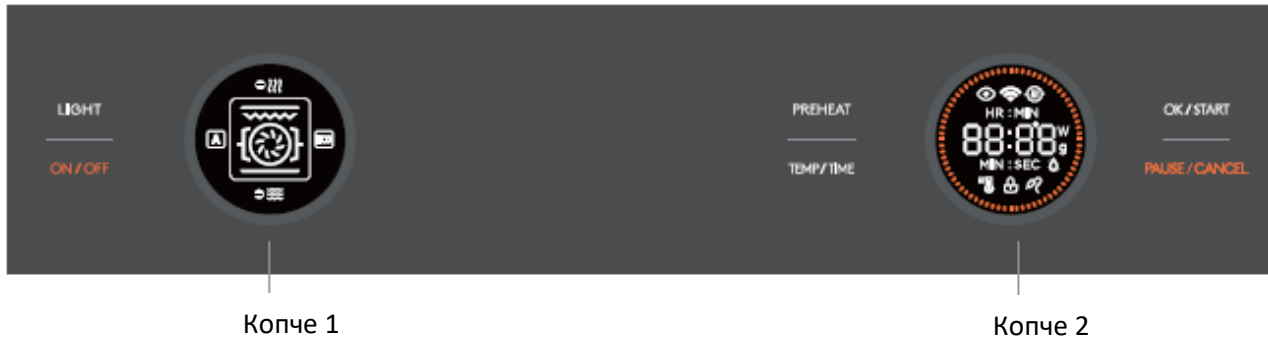 LIGHT
ON / OFF
A
PREHEAT
TEMP/TIME
HR : MIN
88:88 W
g
MIN : SEC
OK / START
PAUSE / CANCEL
Копче 1
Копче 2